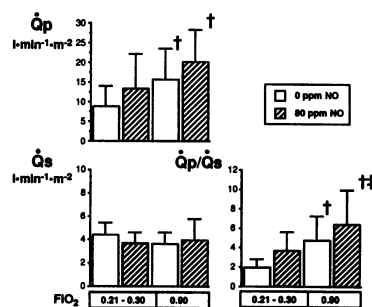 Q̇p
l•min⁻¹•m⁻²
30
25
20
15
10
5
0
†
†
0 ppm NO
80 ppm NO
Q̇s
l•min⁻¹•m⁻²
10
8
6
4
2
0
Q̇p/Q̇s
12
10
8
6
4
2
0
†
†‡
FIO₂
0.21 - 0.30
0.90
0.21 - 0.30
0.90